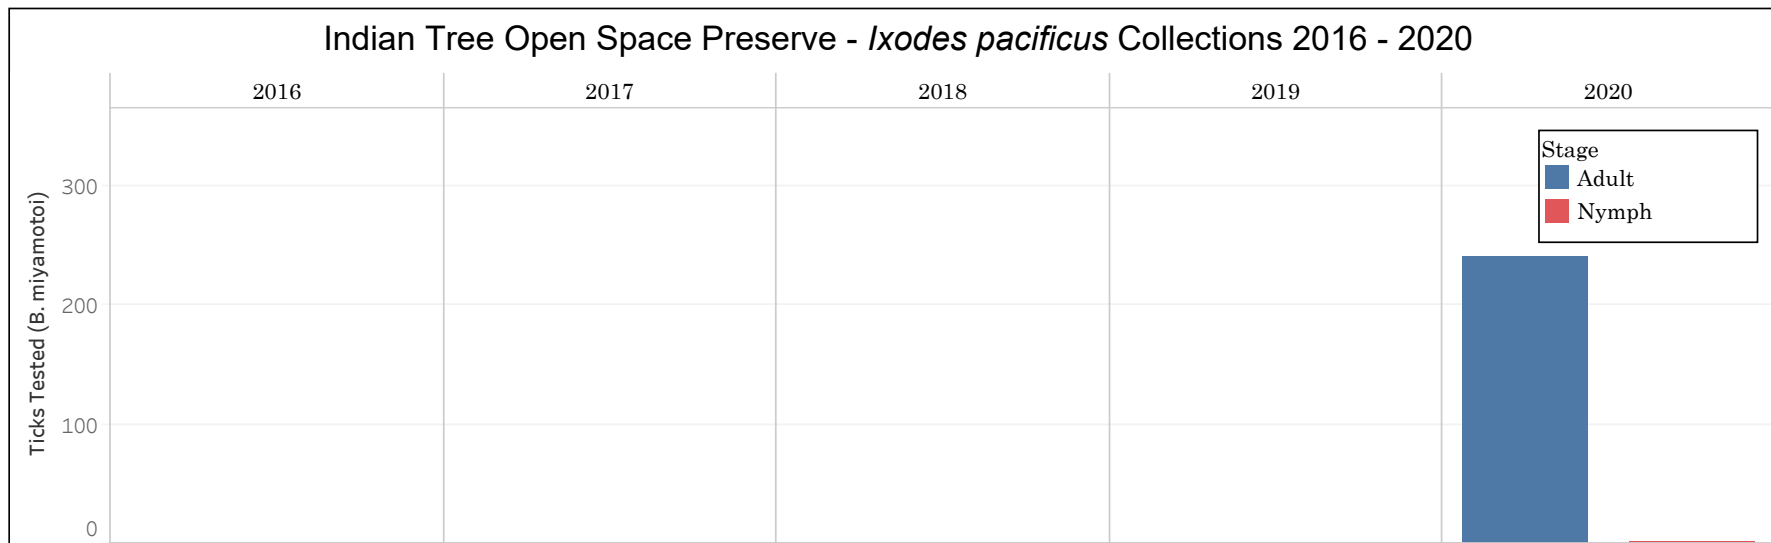 Indian Tree Open Space Preserve - Ixodes pacificus Collections 2016 - 2020
2016 2017 2018 2019 2020
Stage
Adult
Nymph
300
200
100
0
Ticks Tested (B. miyamotoi)